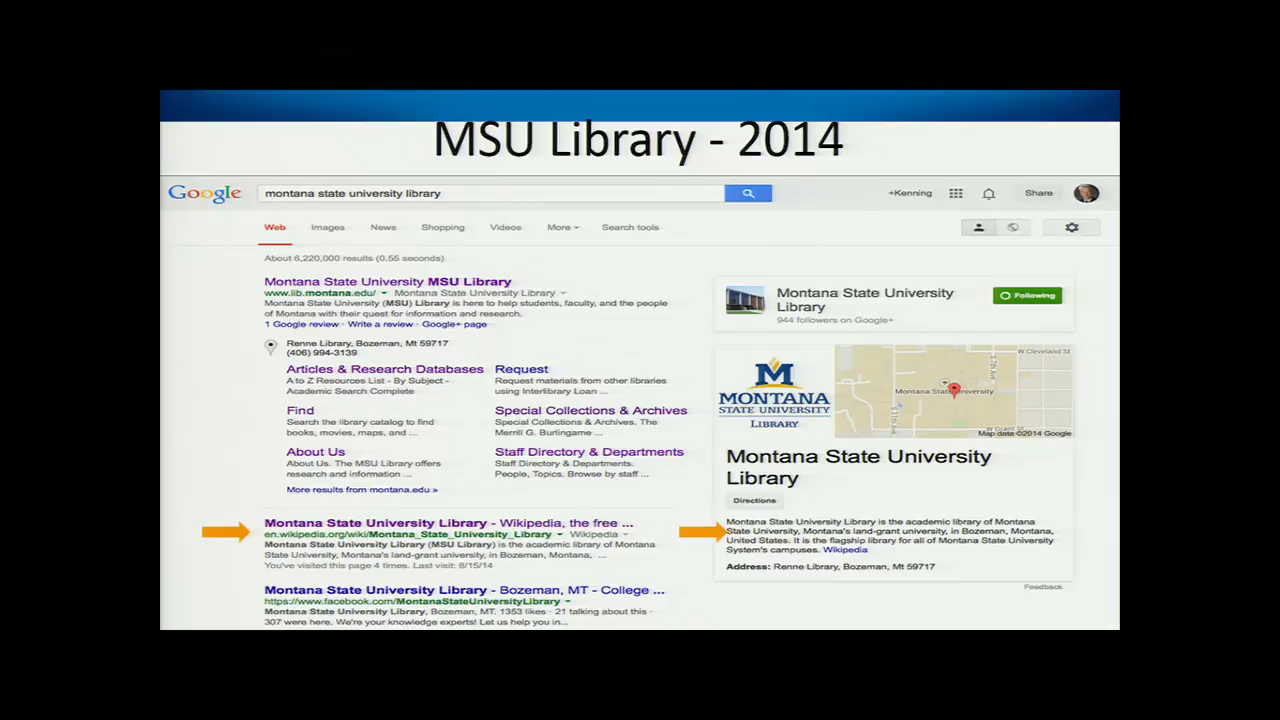 MSU Library - 2014
Google montana state university library +Kenning Share
Web Images News Shopping Videos More Search tools
About 6,220,000 results (0.55 seconds)
Montana State University MSU Library
www.lib.montana.edu/ Montana State University Library
Montana State University (MSU) Library is here to help students, faculty, and the people
of Montana with their quest for information and research.
1 Google review · Write a review · Google+ page
Renne Library, Bozeman, Mt 59717
(406) 994-3139
Articles & Research Databases
A to Z Resources List - By Subject -
Academic Search Complete
Request
Request materials from other libraries
using Interlibrary Loan ...
Find
Search the library catalog to find
books, movies, maps, and ...
Special Collections & Archives
Special Collections & Archives. The
Merrill G. Burlingame ...
About Us
About Us. The MSU Library offers
research and information ...
Staff Directory & Departments
Staff Directory & Departments.
People, Topics. Browse by staff ...
More results from montana.edu »
Montana State University Library - Wikipedia, the free ...
en.wikipedia.org/wiki/Montana_State_University_Library Wikipedia
Montana State University Library (MSU Library) is the academic library of Montana
State University, Montana's land-grant university, in Bozeman, Montana, ...
You've visited this page 4 times. Last visit: 8/15/14
Montana State University Library - Bozeman, MT - College ...
https://www.facebook.com/MontanaStateUniversityLibrary
Montana State University Library, Bozeman, MT. 1353 likes · 21 talking about this ·
307 were here. We're your knowledge experts! Let us help you in...
Montana State University
Library
944 followers on Google+
Following
M
MONTANA
STATE UNIVERSITY
LIBRARY
W Cleveland St
S 7th Ave
Montana State University
S 11th Ave
W Grant St
Map data ©2014 Google
Montana State University
Library
Directions
Montana State University Library is the academic library of Montana
State University, Montana's land-grant university, in Bozeman, Montana,
United States. It is the flagship library for all of Montana State University
System's campuses. Wikipedia
Address: Renne Library, Bozeman, Mt 59717
Feedback